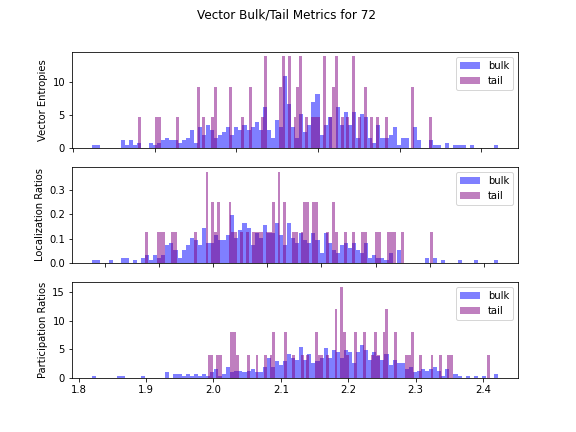 Vector Bulk/Tail Metrics for 72
Vector Entropies
10
5
0
bulk
tail
Localization Ratios
0.3
0.2
0.1
0.0
bulk
tail
Participation Ratios
15
10
5
0
bulk
tail
1.8
1.9
2.0
2.1
2.2
2.3
2.4